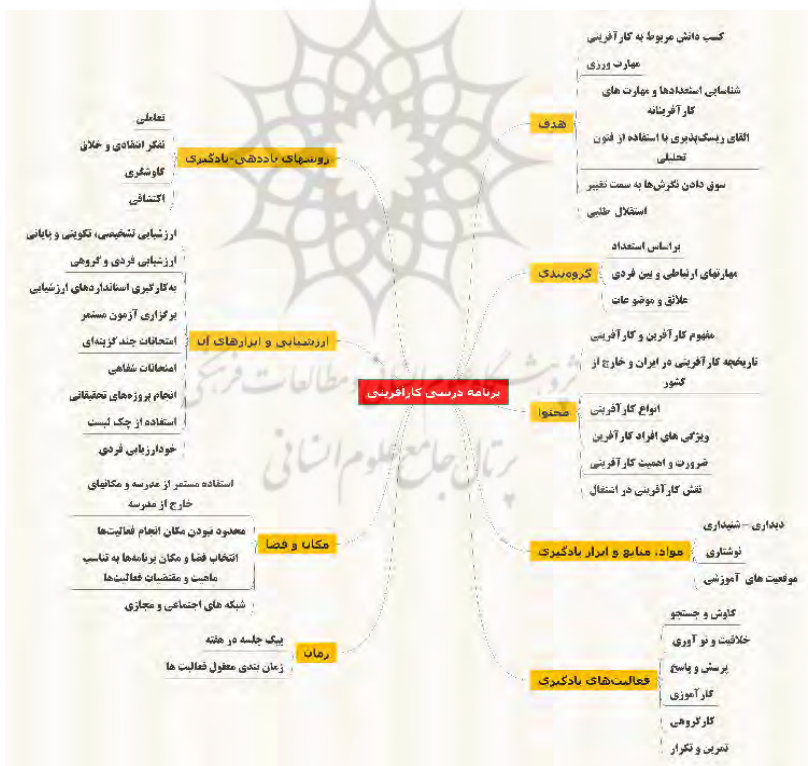 برنامه درسی کارآفرینی
هدف
کسب دانش مربوط به کارآفرینی
مهارت ورزی
شناسایی استعدادها و مهارت های
کارآفرینانه
القای ریسک‌پذیری با استفاده از فنون
تحلیلی
سوق دادن نگرش‌ها به سمت تغییر
استقلال طلبی
گروه‌بندی
براساس استعداد
مهارتهای ارتباطی و بین فردی
علائق و موضوعات
محتوا
مفهوم کارآفرین و کارآفرینی
تاریخچه کارآفرینی در ایران و خارج از
کشور
انواع کارآفرینی
ویژگی های افراد کارآفرین
ضرورت و اهمیت کارآفرینی
نقش کارآفرینی در اشتغال
مواد، منابع و ابزار یادگیری
دیداری - شنیداری
نوشتاری
موقعیت های آموزشی
فعالیت‌های یادگیری
کاوش و جستجو
خلاقیت و نوآوری
پرسش و پاسخ
کارآموزی
کارگروهی
تمرین و تکرار
روشهای یاددهی-یادگیری
تعاملی
تفکر انتقادی و خلاق
کاوشگری
اکتشافی
ارزشیابی و ابزارهای آن
ارزشیابی تشخیصی، تکوینی و پایانی
ارزشیابی فردی و گروهی
به‌کارگیری استانداردهای ارزشیابی
برگزاری آزمون مستمر
امتحانات چند گزینه‌ای
امتحانات شفاهی
انجام پروژه‌های تحقیقاتی
استفاده از چک لیست
خودارزیابی فردی
مکان و فضا
استفاده مستمر از مدرسه و مکانهای
خارج از مدرسه
محدود نبودن مکان انجام فعالیت‌ها
انتخاب فضا و مکان برنامه‌ها به تناسب
ماهیت و مقتضیات فعالیت‌ها
شبکه های اجتماعی و مجازی
زمان
پیک جلسه در هفته
زمان بندی معقول فعالیت ها
پژوهشگاه علوم انسانی و مطالعات فرهنگی
پرتال جامع علوم انسانی